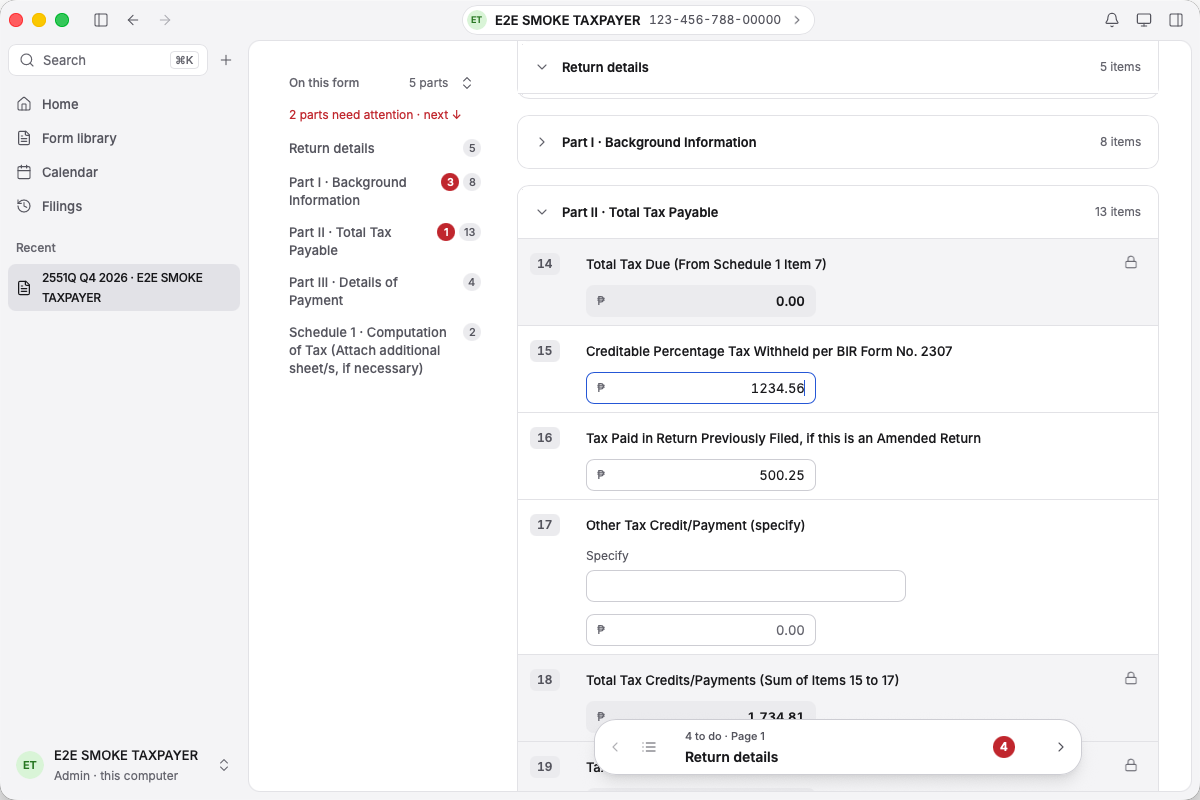 ET E2E SMOKE TAXPAYER 123-456-788-00000
Search ⌘K
Home
Form library
Calendar
Filings
Recent
2551Q Q4 2026 · E2E SMOKE
TAXPAYER
ET E2E SMOKE TAXPAYER
Admin · this computer
On this form 5 parts
2 parts need attention · next ↓
Return details 5
Part I · Background
Information 3 8
Part II · Total Tax
Payable 1 13
Part III · Details of
Payment 4
Schedule 1 · Computation
of Tax (Attach additional
sheet/s, if necessary) 2
Return details 5 items
Part I · Background Information 8 items
Part II · Total Tax Payable 13 items
14 Total Tax Due (From Schedule 1 Item 7)
₱ 0.00
15 Creditable Percentage Tax Withheld per BIR Form No. 2307
₱ 1234.56
16 Tax Paid in Return Previously Filed, if this is an Amended Return
₱ 500.25
17 Other Tax Credit/Payment (specify)
Specify
₱ 0.00
18 Total Tax Credits/Payments (Sum of Items 15 to 17)
₱ 1,734.81
19
4 to do · Page 1
Return details 4